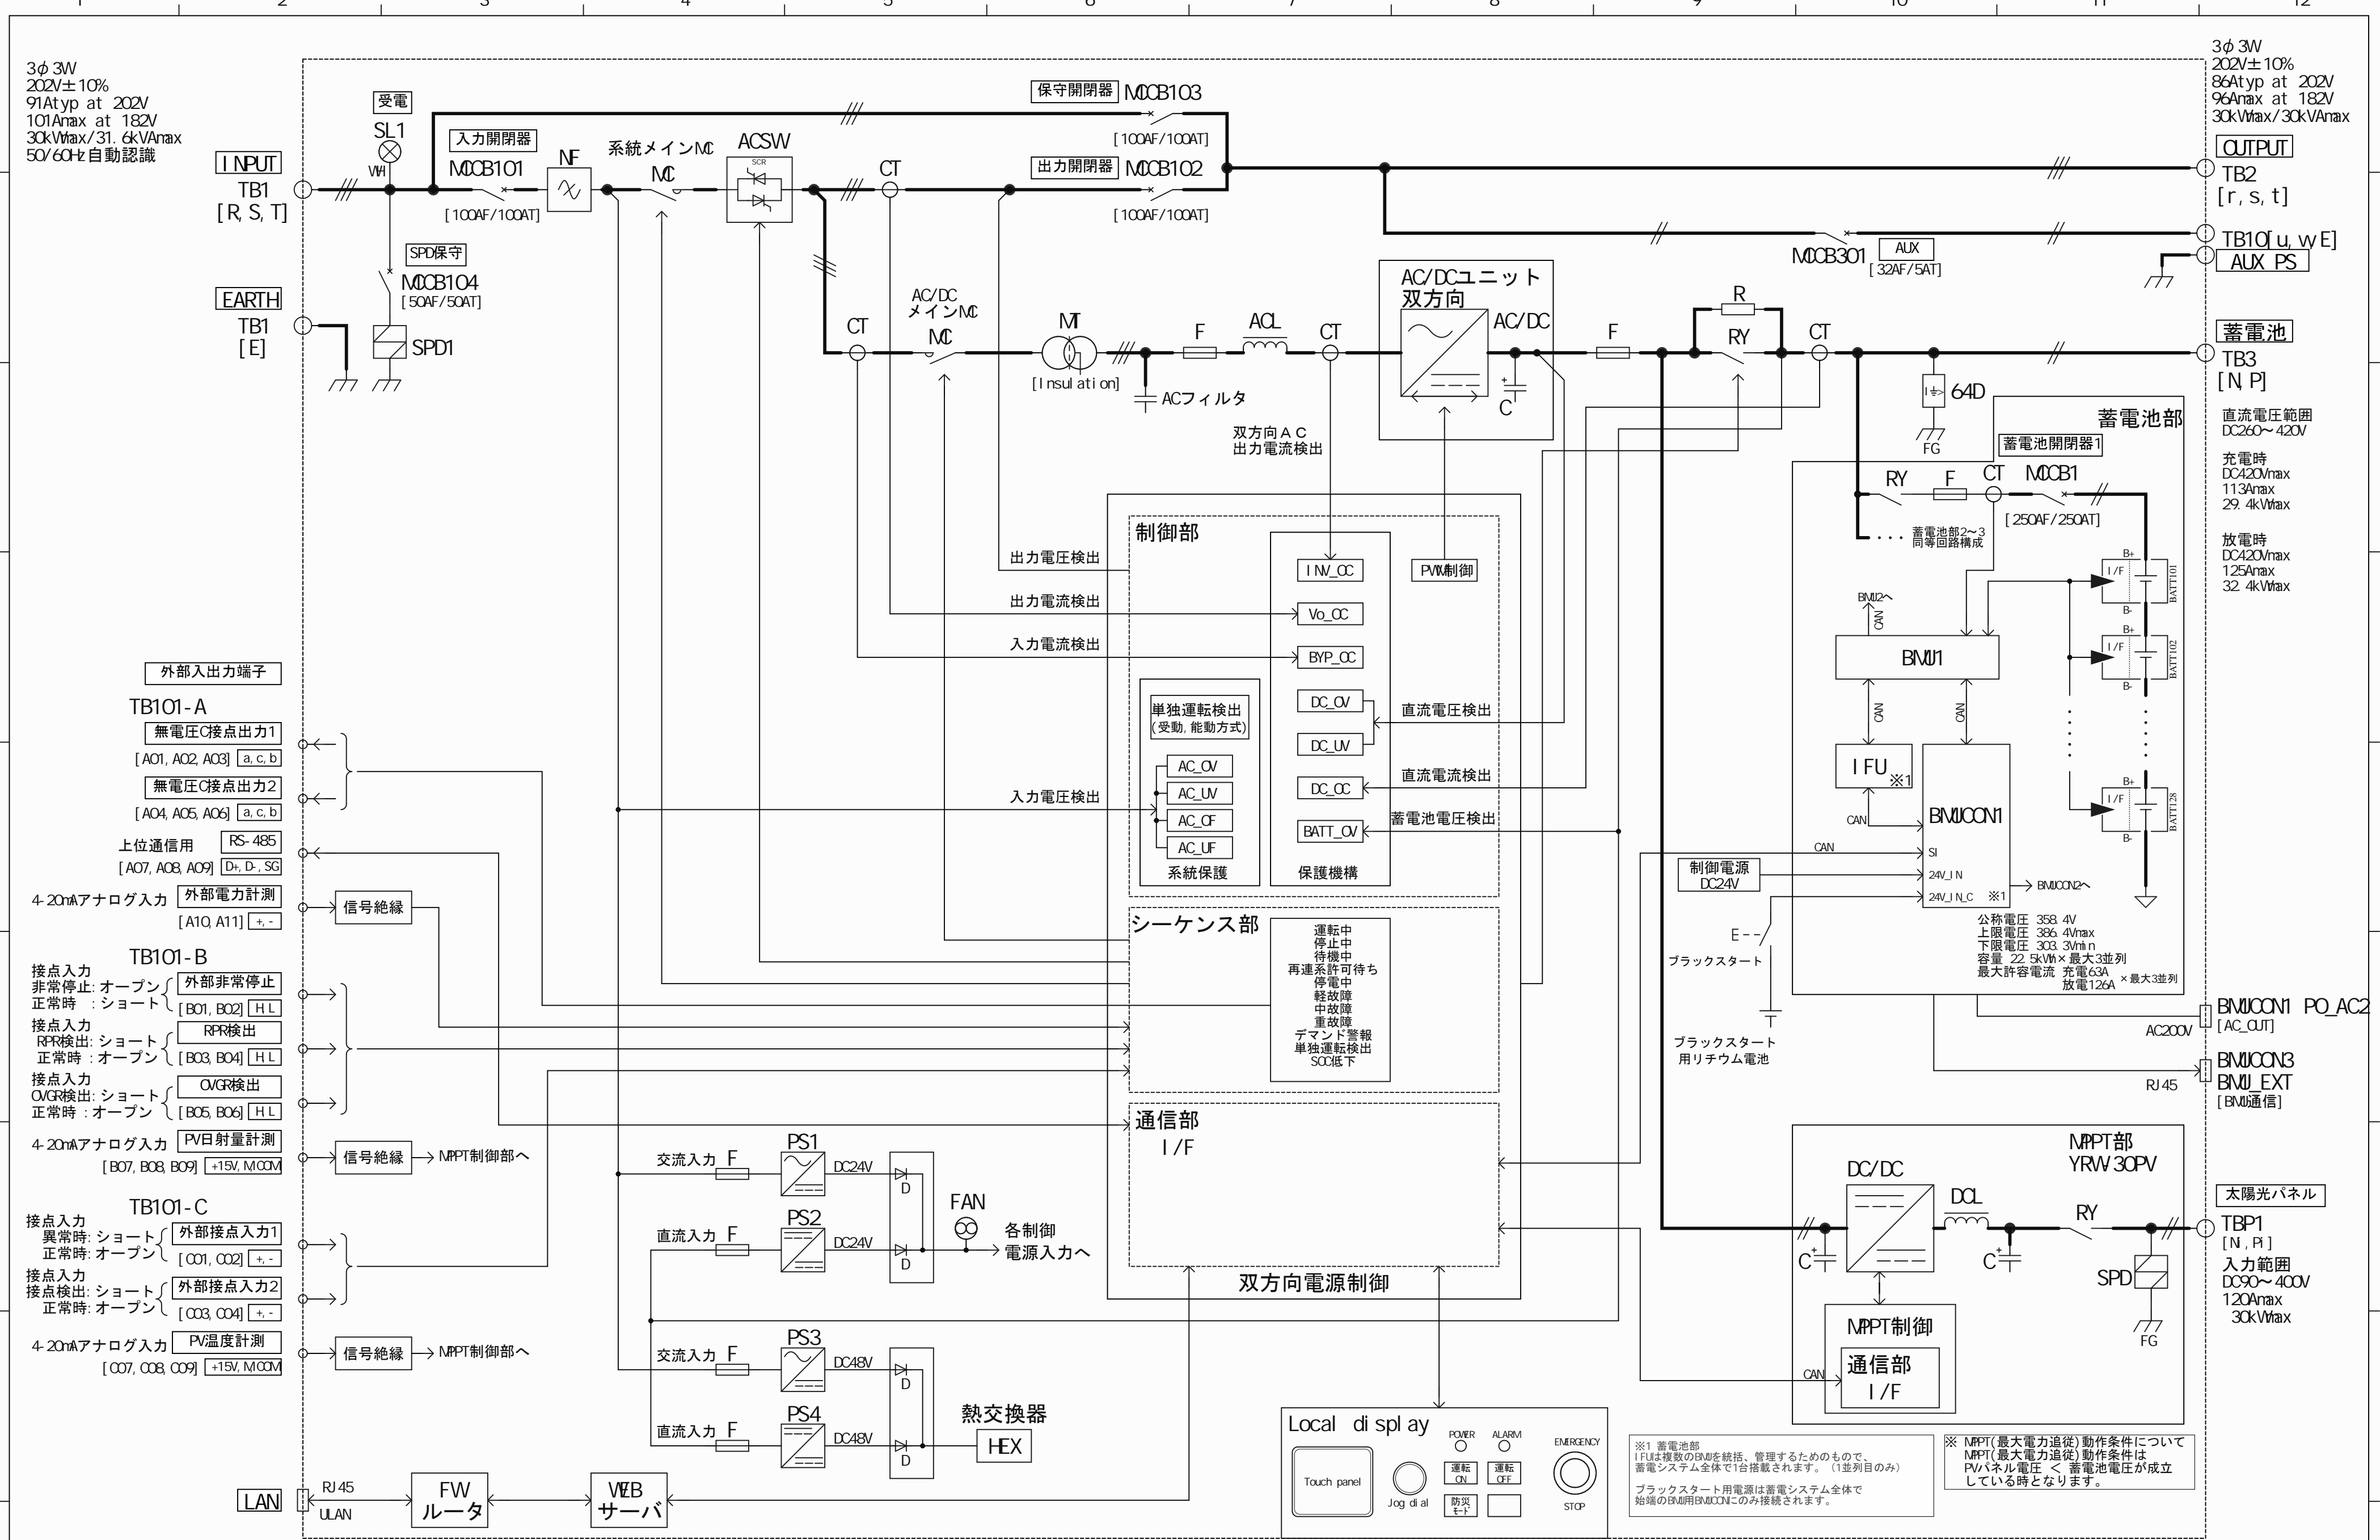 1 2 3 4 5 6 7 8 9 10 11 12
3φ3W
202V±10%
91Atyp at 202V
101Amax at 182V
30kWmax/31.6kVAmax
50/60Hz自動認識
INPUT
TB1
[R,S,T]
EARTH
TB1
[E]
受電
SL1
WH
入力開閉器
MCCB101
[100AF/100AT]
NF
系統メインMC
MC
ACSW
SCR
CT
保守開閉器 MCCB103
[100AF/100AT]
出力開閉器 MCCB102
[100AF/100AT]
SPD保守
MCCB104
[50AF/50AT]
SPD1
3φ3W
202V±10%
86Atyp at 202V
96Amax at 182V
30kWmax/30kVAmax
OUTPUT
TB2
[r,s,t]
TB10[u,w,E]
AUX PS
MCCB301
AUX
[32AF/5AT]
CT
AC/DC
メインMC
MC
MT
[Insulation]
F
ACL
CT
ACフィルタ
AC/DCユニット
双方向
AC/DC
C
F
R
RY
CT
双方向AC
出力電流検出
64D
FG
蓄電池
TB3
[N,P]
直流電圧範囲
DC260~420V
充電時
DC420Vmax
113Amax
29.4kWmax
放電時
DC420Vmax
125Amax
32.4kWmax
蓄電池部
蓄電池開閉器1
RY F CT MCCB1
[250AF/250AT]
蓄電池部2~3
同等回路構成
B+
I/F
B-
BATT101
B+
I/F
B-
BATT102
B+
I/F
B-
BATT128
BMU2へ
CAN
BMU1
CAN
CAN
IFU
※1
CAN
BMUCON1
SI
24V_IN
24V_IN_C ※1
BMUCON2へ
公称電圧 358.4V
上限電圧 386.4Vmax
下限電圧 303.3Vmin
容量 22.5kWh×最大3並列
最大許容電流 充電63A
放電126A ×最大3並列
CAN
制御電源
DC24V
E
ブラックスタート
ブラックスタート
用リチウム電池
AC200V
BMUCON1 PO_AC2
[AC_OUT]
RJ45
BMUCON3
BMU_EXT
[BMU通信]
制御部
出力電圧検出
出力電流検出
入力電流検出
入力電圧検出
INV_OC
PWM制御
Vo_OC
BYP_OC
DC_OV
DC_UV
DC_OC
BATT_OV
保護機構
直流電圧検出
直流電流検出
蓄電池電圧検出
単独運転検出
(受動,能動方式)
AC_OV
AC_UV
AC_OF
AC_UF
系統保護
シーケンス部
運転中
停止中
待機中
再連系許可待ち
停電中
軽故障
中故障
重故障
デマンド警報
単独運転検出
SOC低下
通信部
I/F
双方向電源制御
外部入出力端子
TB101-A
無電圧C接点出力1
[A01,A02,A03] a,c,b
無電圧C接点出力2
[A04,A05,A06] a,c,b
上位通信用 RS-485
[A07,A08,A09] D+,D-,SG
4-20mAアナログ入力 外部電力計測
[A10,A11] +,-
信号絶縁
TB101-B
接点入力
非常停止:オープン
正常時 :ショート
外部非常停止
[B01,B02] H,L
接点入力
RPR検出:ショート
正常時 :オープン
RPR検出
[B03,B04] H,L
接点入力
OVGR検出:ショート
正常時 :オープン
OVGR検出
[B05,B06] H,L
4-20mAアナログ入力 PV日射量計測
[B07,B08,B09] +15V,M,COM
信号絶縁
MPPT制御部へ
TB101-C
接点入力
異常時:ショート
正常時:オープン
外部接点入力1
[C01,C02] +,-
接点入力
接点検出:ショート
正常時:オープン
外部接点入力2
[C03,C04] +,-
4-20mAアナログ入力 PV温度計測
[C07,C08,C09] +15V,M,COM
信号絶縁
MPPT制御部へ
交流入力 F
PS1
DC24V
D
直流入力 F
PS2
DC24V
D
FAN
各制御
電源入力へ
交流入力 F
PS3
DC48V
D
直流入力 F
PS4
DC48V
D
熱交換器
HEX
LAN
RJ45
ULAN
FW
ルータ
WEB
サーバ
MPPT部
YRW-30PV
DC/DC
DCL
RY
C
C
SPD
FG
MPPT制御
通信部
I/F
CAN
太陽光パネル
TBP1
[Ni,Pi]
入力範囲
DC90~400V
120Amax
30kWmax
Local display
Touch panel
Jog dial
POWER
ALARM
運転
ON
運転
OFF
防災
モード
EMERGENCY
STOP
※1 蓄電池部
IFUは複数のBMUを統括、管理するためのもので、
蓄電システム全体で1台搭載されます。(1並列目のみ)
ブラックスタート用電源は蓄電システム全体で
始端のBMU用BMUCONにのみ接続されます。
※ MPPT(最大電力追従)動作条件について
MPPT(最大電力追従)動作条件は
PVパネル電圧 < 蓄電池電圧が成立
している時となります。